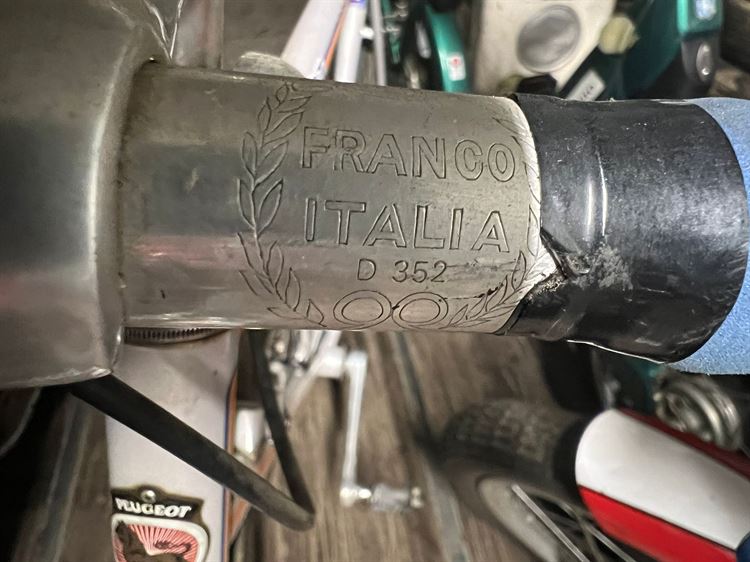 FRANCO
ITALIA
D 352
PEUGEOT